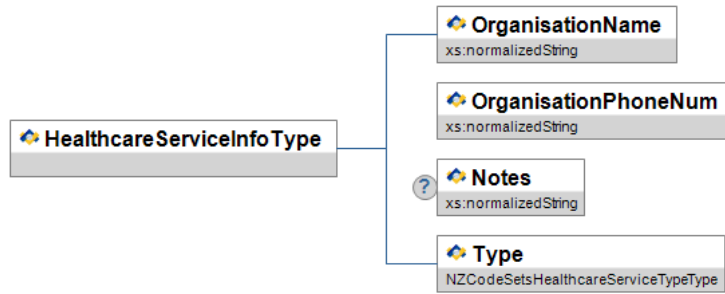 OrganisationName
xs:normalizedString
OrganisationPhoneNum
xs:normalizedString
HealthcareServiceInfoType
?
Notes
xs:normalizedString
Type
NZCodeSetsHealthcareServiceTypeType